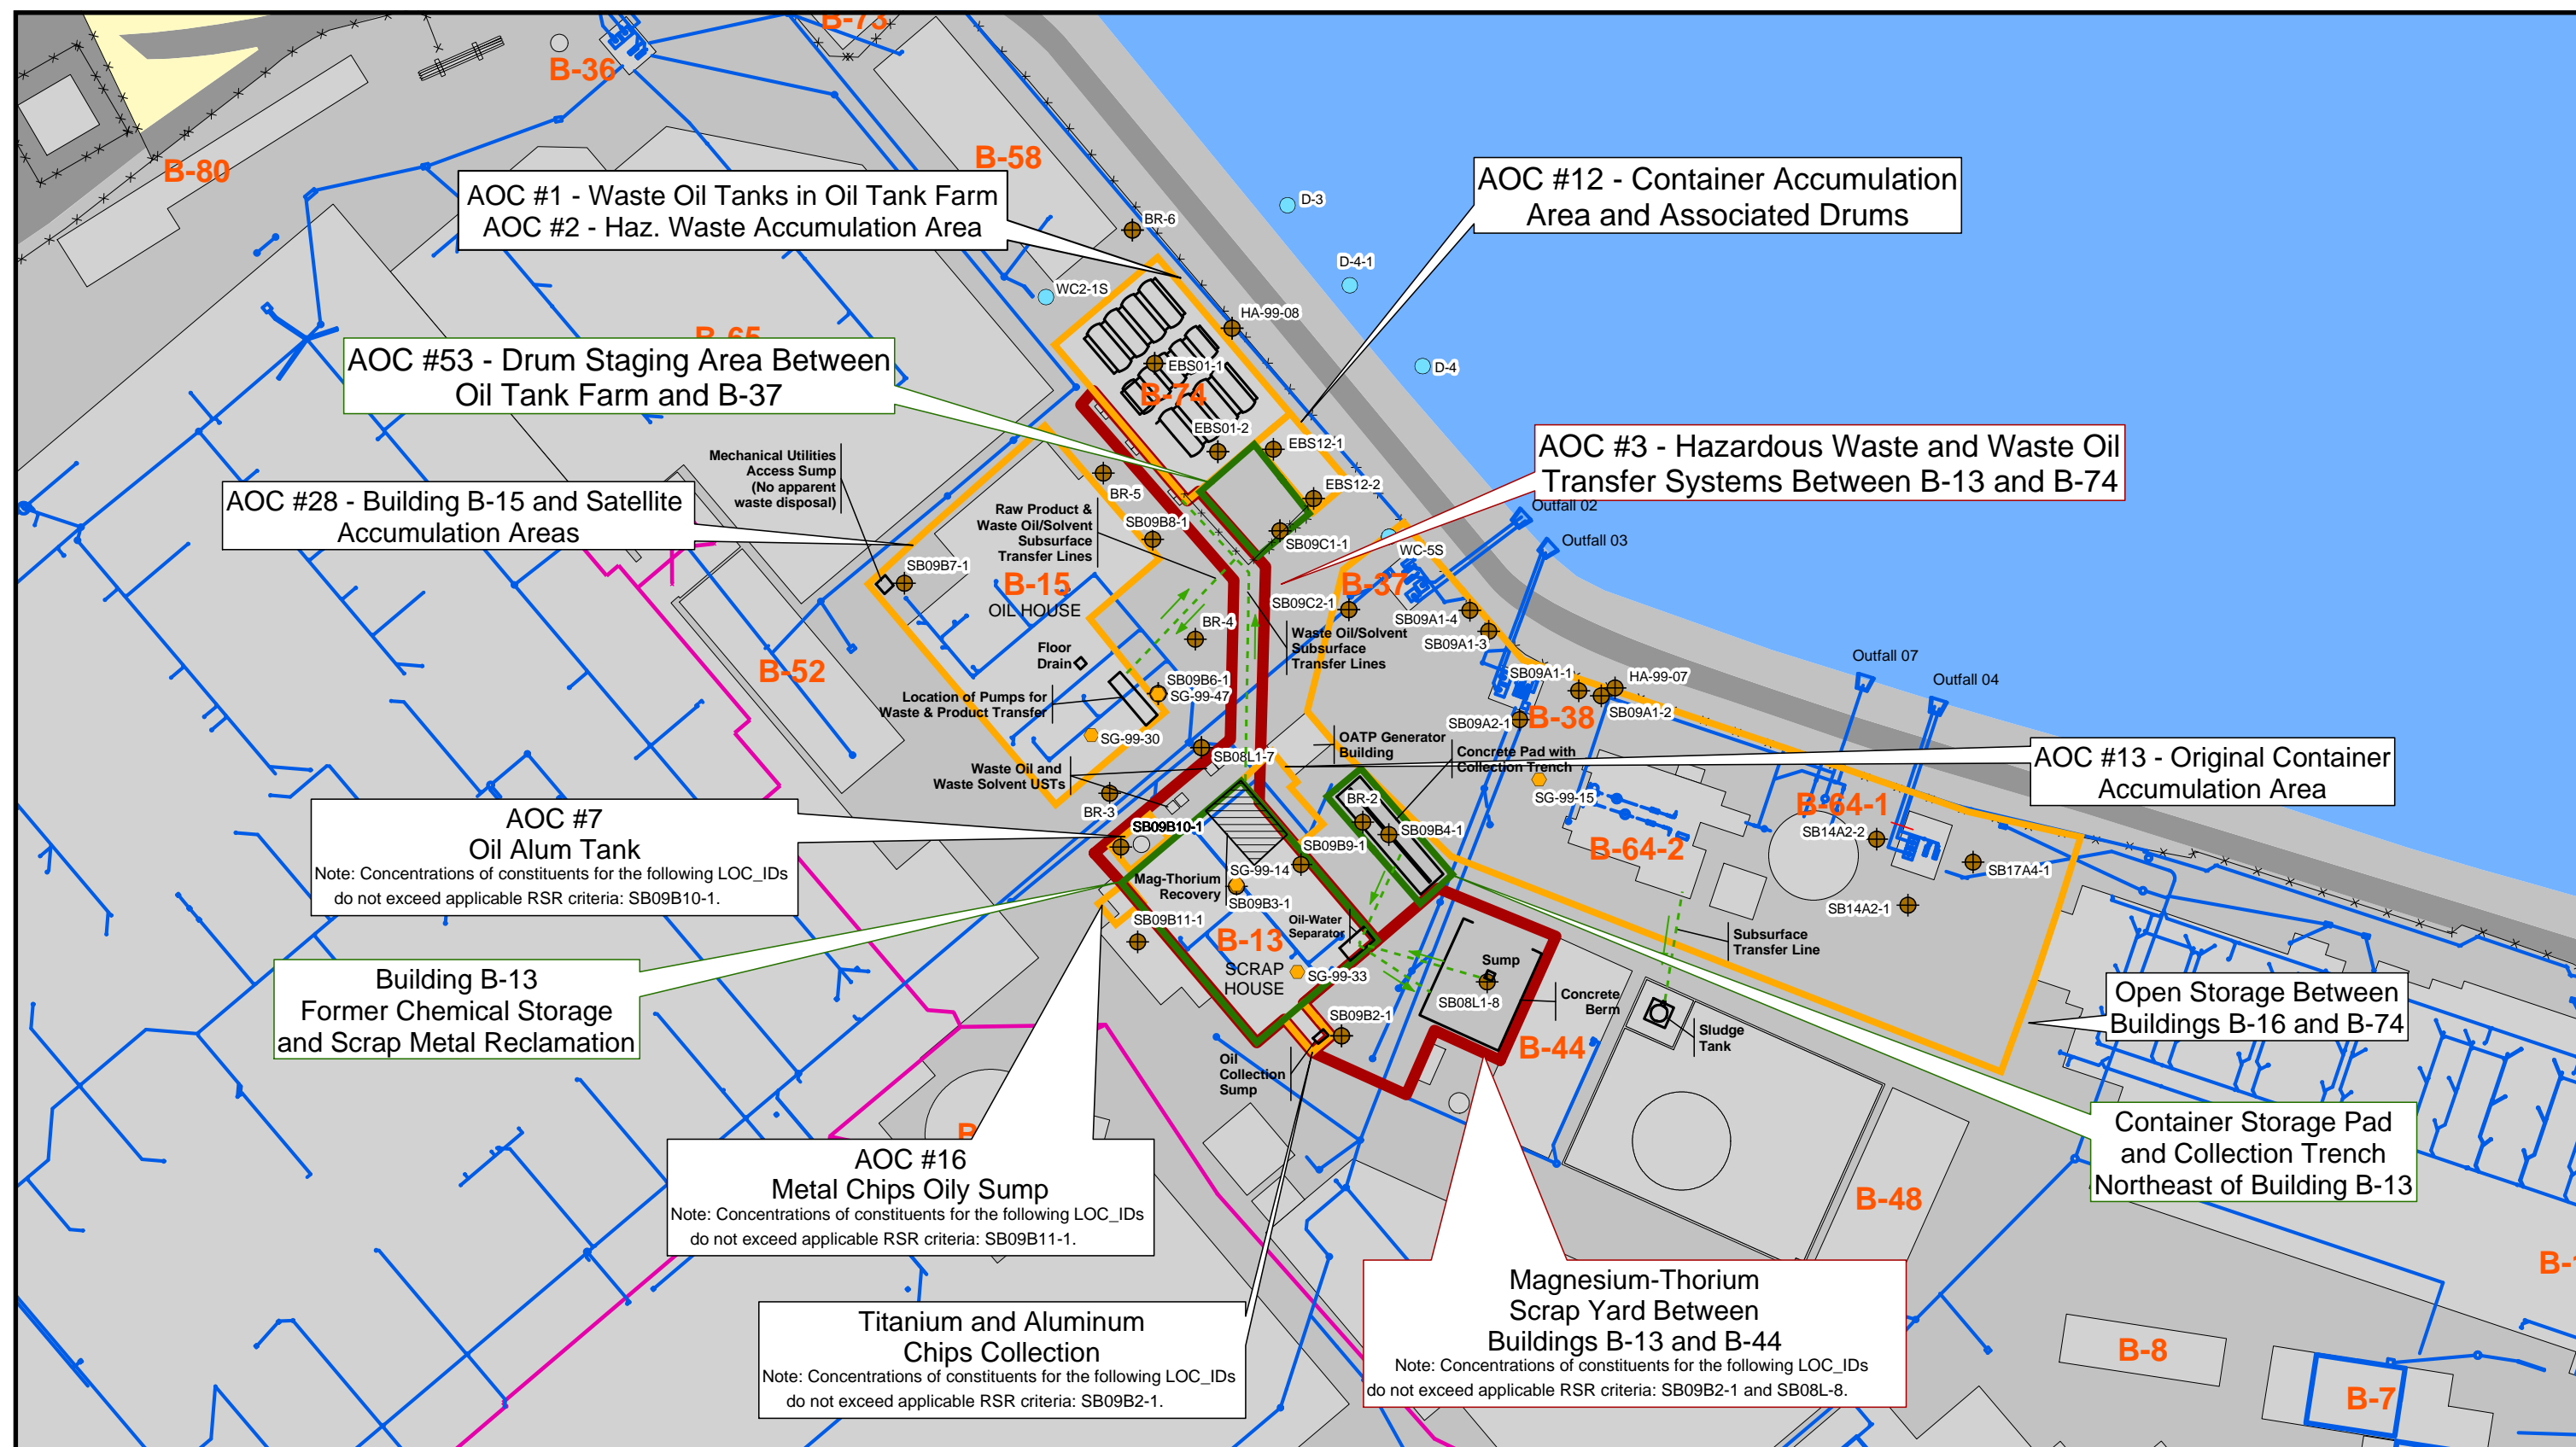 B-73
B-36
B-80
B-58
AOC #1 - Waste Oil Tanks in Oil Tank Farm
AOC #2 - Haz. Waste Accumulation Area
AOC #12 - Container Accumulation
Area and Associated Drums
D-3
BR-6
D-4-1
WC2-1S
HA-99-08
B-65
AOC #53 - Drum Staging Area Between
Oil Tank Farm and B-37
EBS01-1
D-4
B-74
EBS01-2
EBS12-1
Mechanical Utilities
Access Sump
(No apparent
waste disposal)
AOC #3 - Hazardous Waste and Waste Oil
Transfer Systems Between B-13 and B-74
BR-5
EBS12-2
AOC #28 - Building B-15 and Satellite
Accumulation Areas
Raw Product &
Waste Oil/Solvent
Subsurface
Transfer Lines
SB09B8-1
Outfall 02
SB09C1-1
WC-5S
Outfall 03
SB09B7-1
B-15
OIL HOUSE
B-37
SB09C2-1
SB09A1-4
BR-4
Waste Oil/Solvent
Subsurface
Transfer Lines
SB09A1-3
Floor
Drain
Outfall 07
B-52
SB09B6-1
SG-99-47
SB09A1-1
HA-99-07
Outfall 04
Location of Pumps for
Waste & Product Transfer
SB09A1-2
SB09A2-1
B-38
SG-99-30
OATP Generator
Building
Concrete Pad with
Collection Trench
SB08L1-7
AOC #13 - Original Container
Accumulation Area
Waste Oil and
Waste Solvent USTs
SG-99-15
BR-3
BR-2
B-64-1
AOC #7
Oil Alum Tank
Note: Concentrations of constituents for the following LOC_IDs
do not exceed applicable RSR criteria: SB09B10-1.
SB09B10-1
SB09B4-1
SB14A2-2
SB09B9-1
B-64-2
SG-99-14
SB17A4-1
Mag-Thorium
Recovery
SB09B3-1
SB14A2-1
SB09B11-1
Oil-Water
Separator
B-13
SCRAP
HOUSE
SG-99-33
Subsurface
Transfer Line
Sump
SB08L1-8
Concrete
Berm
Building B-13
Former Chemical Storage
and Scrap Metal Reclamation
Open Storage Between
Buildings B-16 and B-74
SB09B2-1
Sludge
Tank
B-44
Oil
Collection
Sump
Container Storage Pad
and Collection Trench
Northeast of Building B-13
AOC #16
Metal Chips Oily Sump
Note: Concentrations of constituents for the following LOC_IDs
do not exceed applicable RSR criteria: SB09B11-1.
B-48
Magnesium-Thorium
Scrap Yard Between
Buildings B-13 and B-44
Note: Concentrations of constituents for the following LOC_IDs
do not exceed applicable RSR criteria: SB09B2-1 and SB08L-8.
Titanium and Aluminum
Chips Collection
Note: Concentrations of constituents for the following LOC_IDs
do not exceed applicable RSR criteria: SB09B2-1.
B-8
B-7